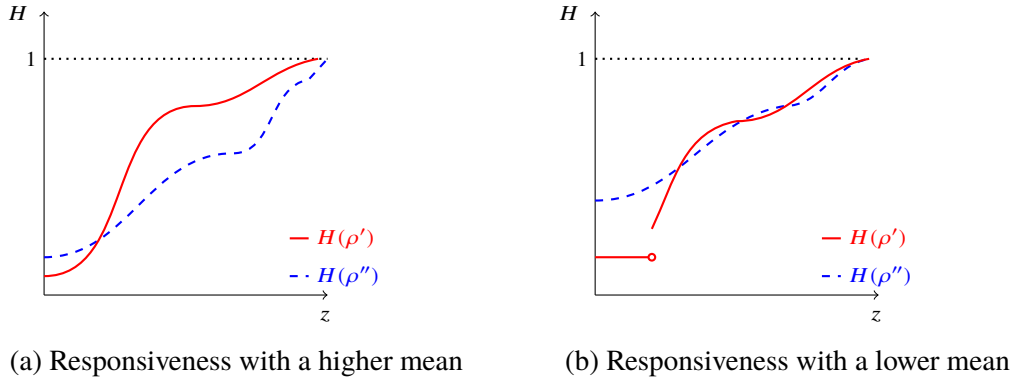 H
1
H(ρ′)
H(ρ″)
z
(a) Responsiveness with a higher mean
H
1
H(ρ′)
H(ρ″)
z
(b) Responsiveness with a lower mean